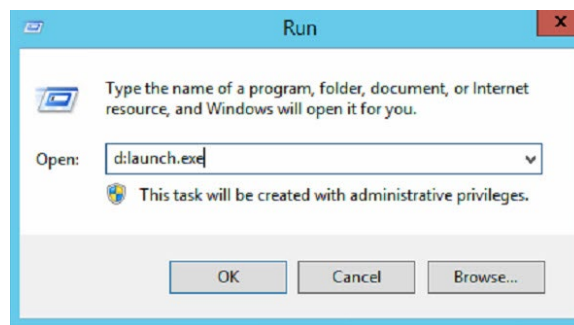 Run
Type the name of a program, folder, document, or Internet
resource, and Windows will open it for you.
Open: d:launch.exe
This task will be created with administrative privileges.
OK Cancel Browse...